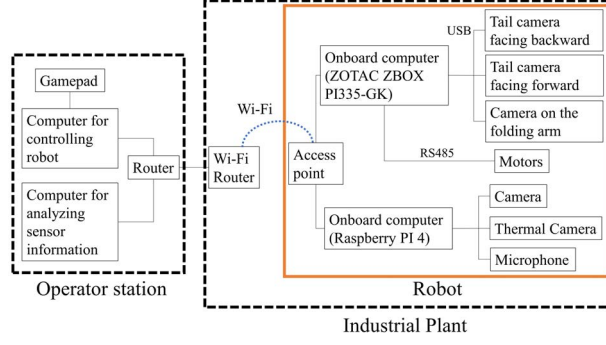 Gamepad
Computer for
controlling
robot
Computer for
analyzing
sensor
information
Router
Operator station
Wi-Fi
Wi-Fi
Router
Access
point
Onboard computer
(ZOTAC ZBOX
PI335-GK)
USB
Tail camera
facing backward
Tail camera
facing forward
Camera on the
folding arm
RS485
Motors
Onboard computer
(Raspberry PI 4)
Camera
Thermal Camera
Microphone
Robot
Industrial Plant